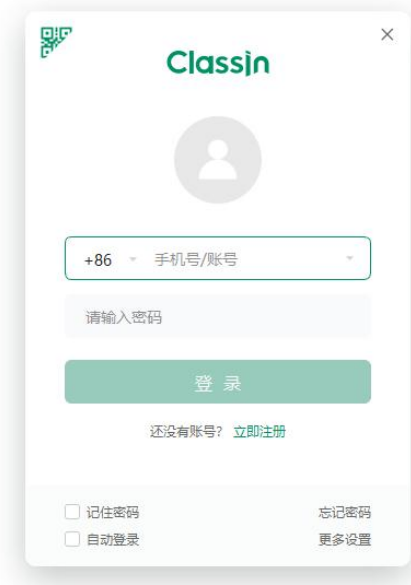 ClassIn
+86 手机号/账号
请输入密码
登 录
还没有账号? 立即注册
记住密码 忘记密码
自动登录 更多设置